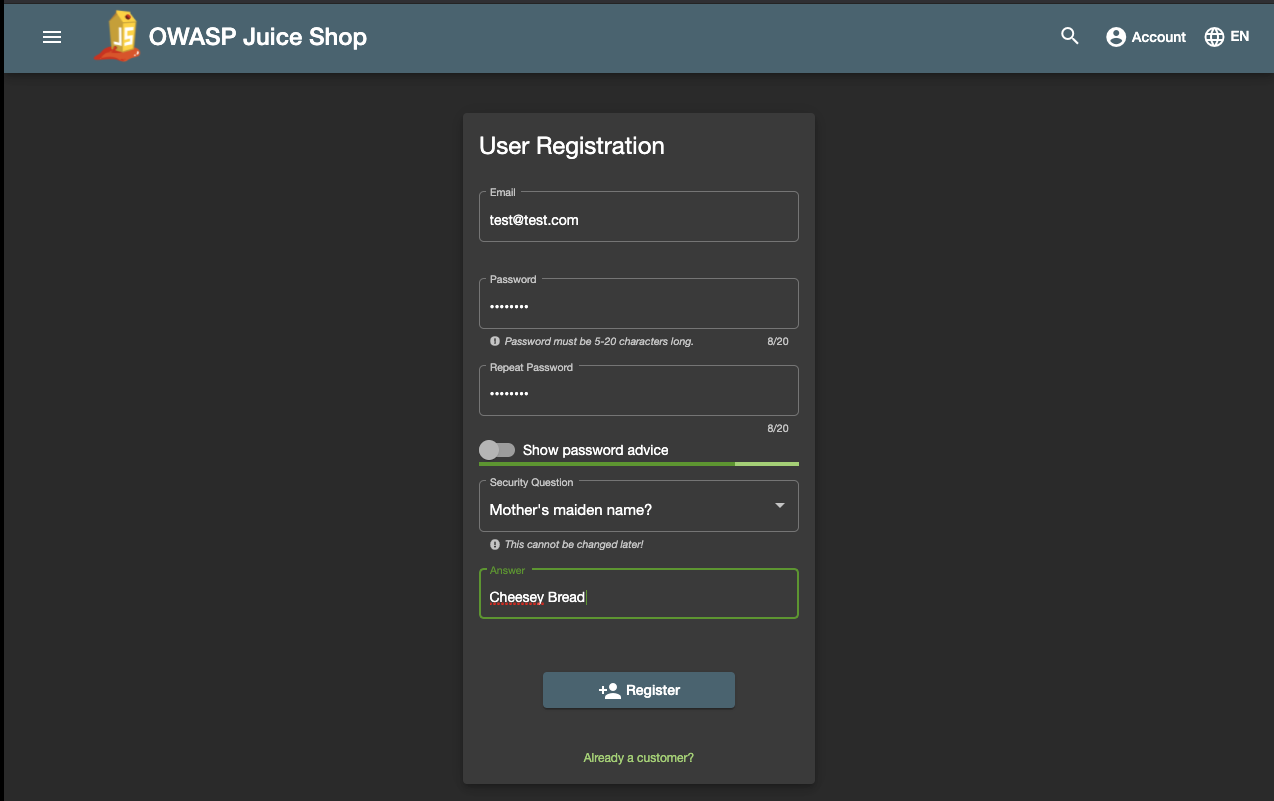 JS OWASP Juice Shop Account EN
User Registration
Email
test@test.com
Password
••••••••
Password must be 5-20 characters long. 8/20
Repeat Password
••••••••
8/20
Show password advice
Security Question
Mother's maiden name?
This cannot be changed later!
Answer
Cheesey Bread
Register
Already a customer?